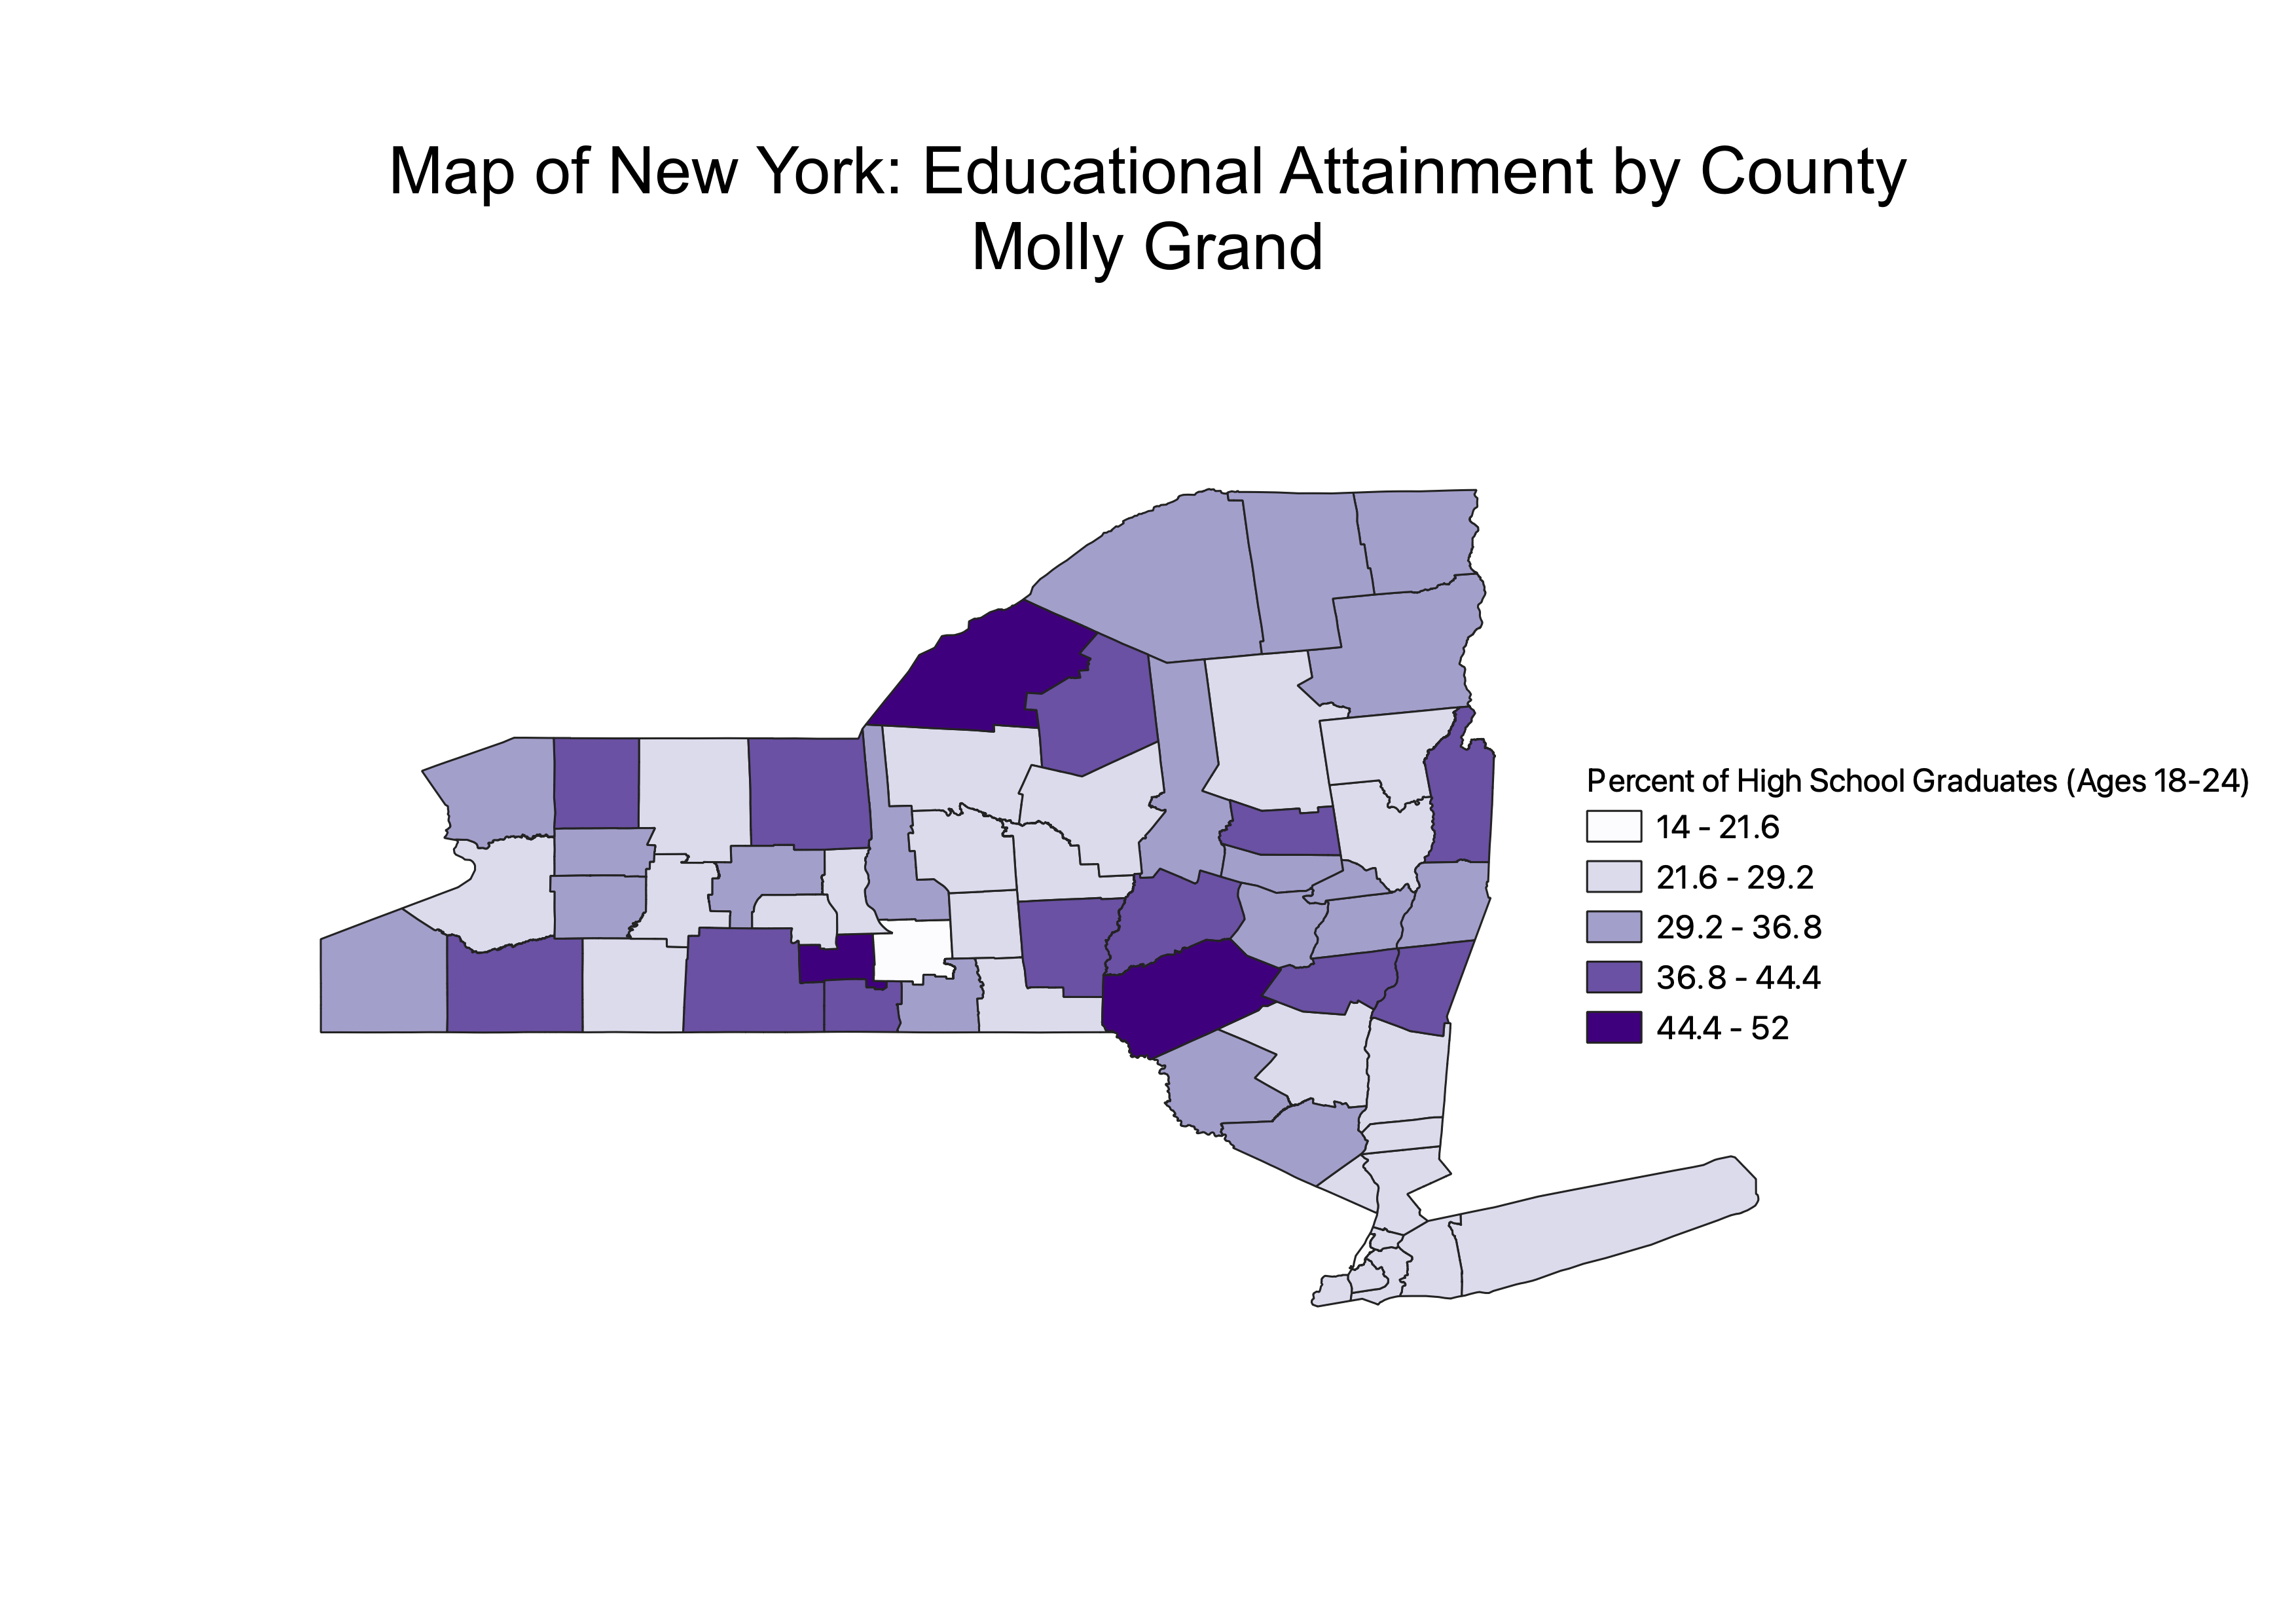 Map of New York: Educational Attainment by County
Molly Grand
Percent of High School Graduates (Ages 18-24)
14 - 21.6
21.6 - 29.2
29.2 - 36.8
36.8 - 44.4
44.4 - 52